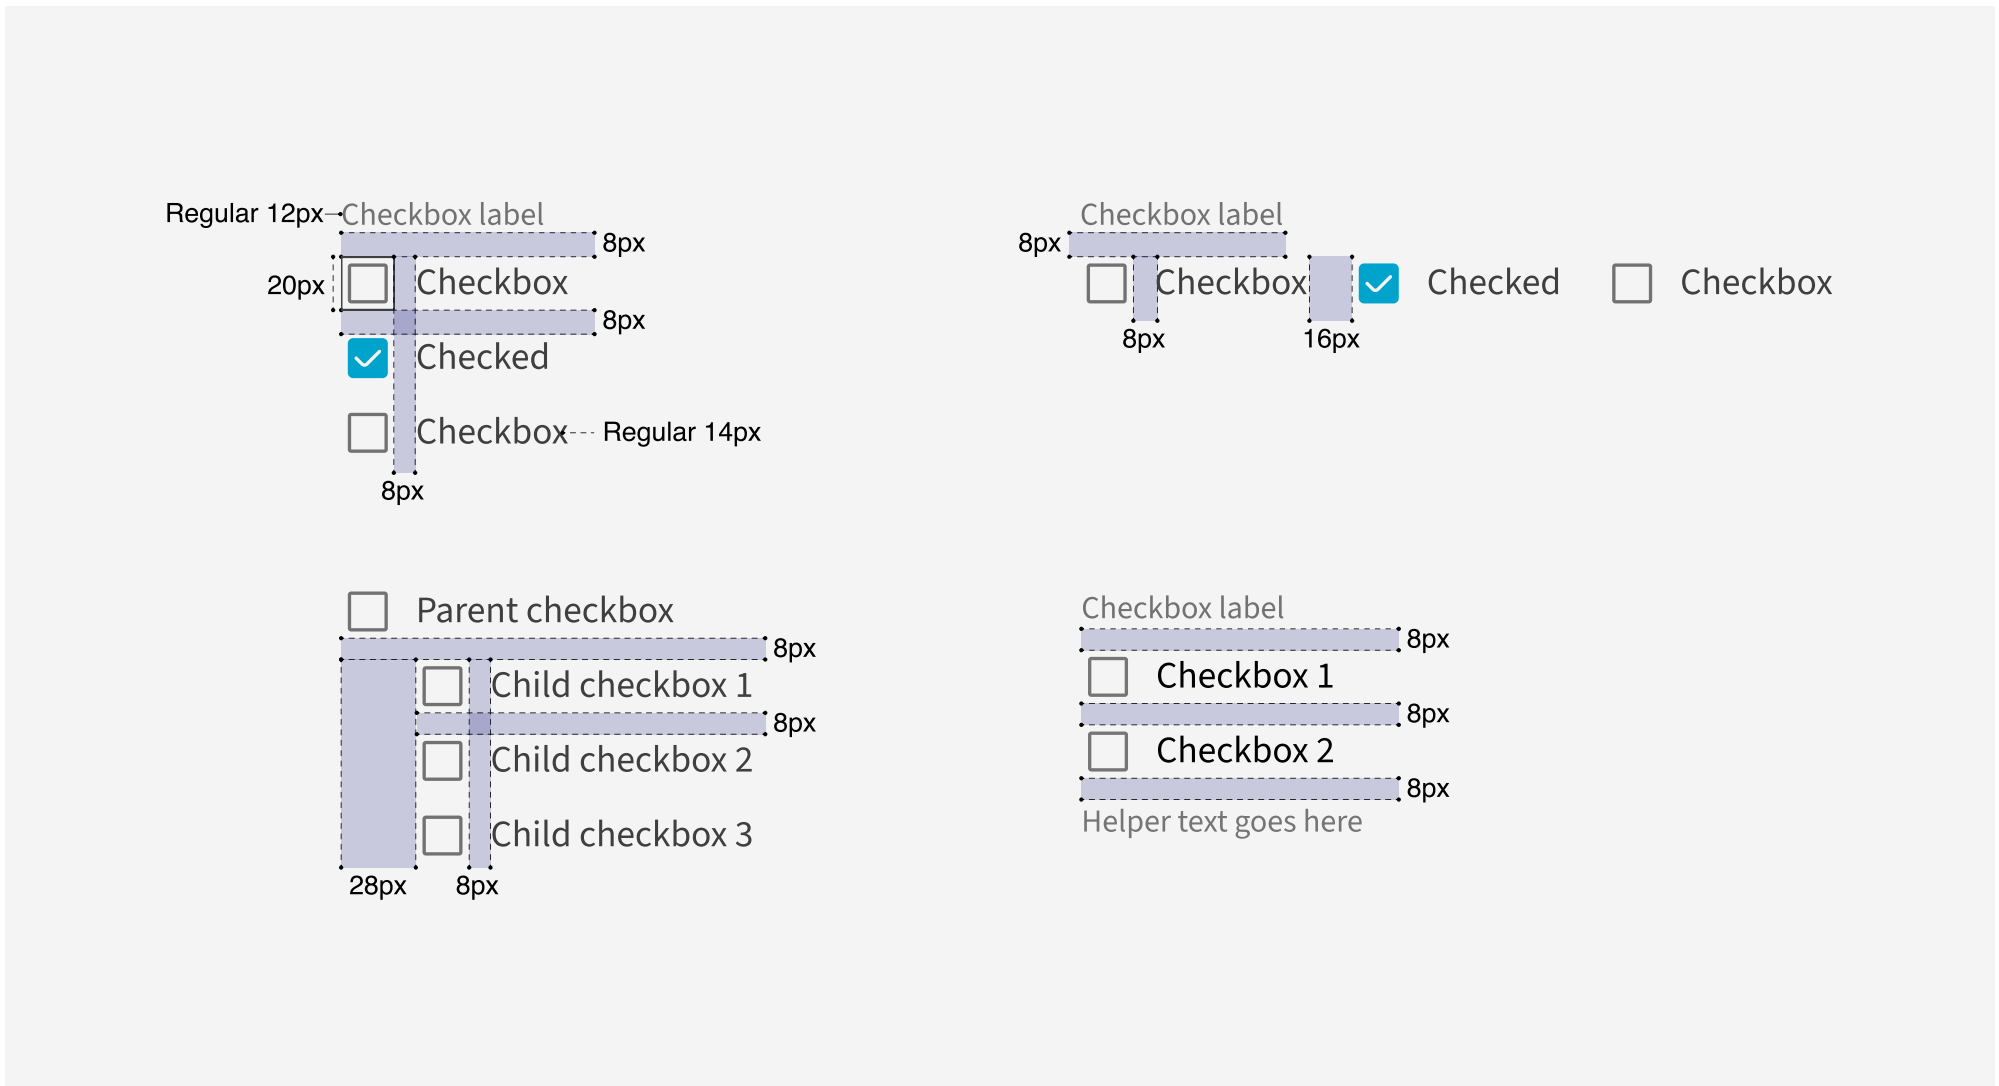 Regular 12px
Checkbox label
8px
20px
Checkbox
8px
Checked
Checkbox
Regular 14px
8px
Checkbox label
8px
Checkbox
Checked
Checkbox
8px
16px
Parent checkbox
8px
Child checkbox 1
8px
Child checkbox 2
Child checkbox 3
28px
8px
Checkbox label
8px
Checkbox 1
8px
Checkbox 2
8px
Helper text goes here